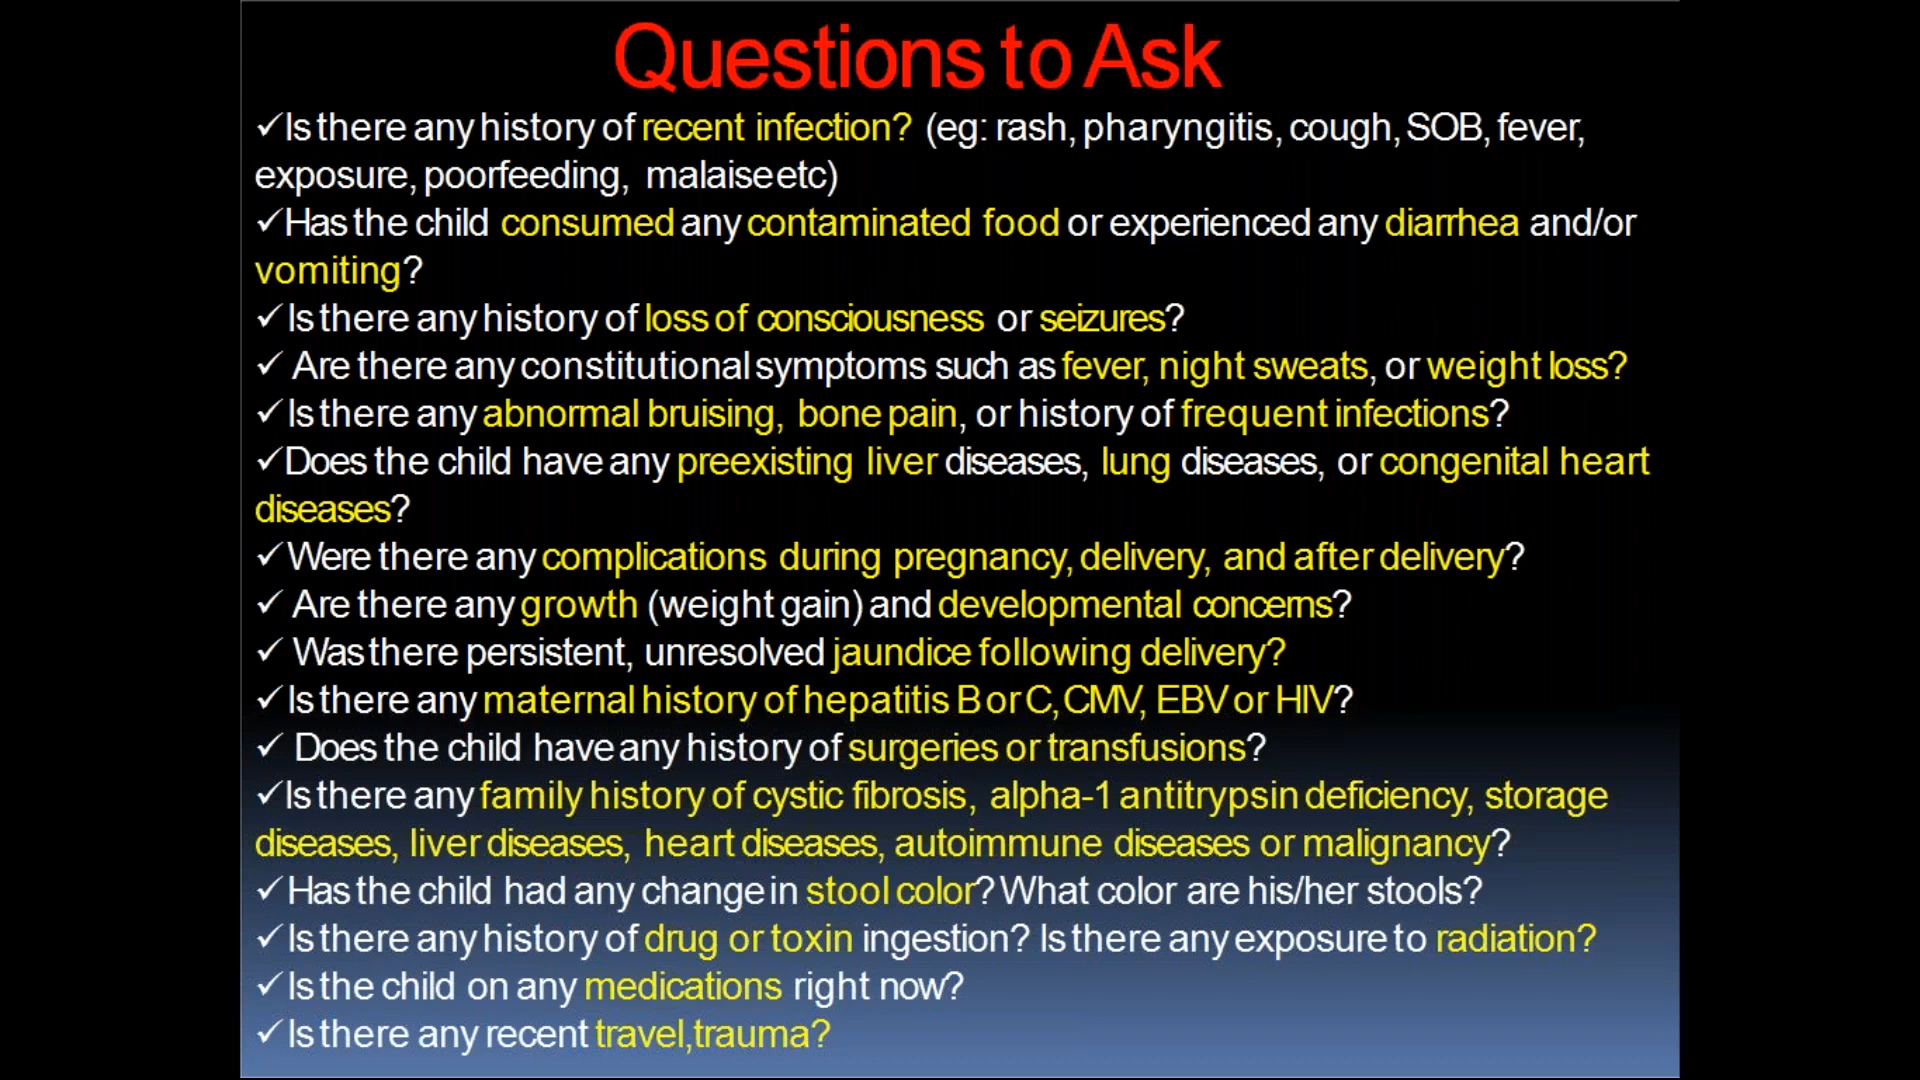 Questions to Ask
✓Is there any history of recent infection? (eg: rash, pharyngitis, cough, SOB, fever,
exposure, poorfeeding, malaise etc)
✓Has the child consumed any contaminated food or experienced any diarrhea and/or
vomiting?
✓Is there any history of loss of consciousness or seizures?
✓ Are there any constitutional symptoms such as fever, night sweats, or weight loss?
✓Is there any abnormal bruising, bone pain, or history of frequent infections?
✓Does the child have any preexisting liver diseases, lung diseases, or congenital heart
diseases?
✓Were there any complications during pregnancy, delivery, and after delivery?
✓ Are there any growth (weight gain) and developmental concerns?
✓ Was there persistent, unresolved jaundice following delivery?
✓Is there any maternal history of hepatitis B or C, CMV, EBV or HIV?
✓ Does the child have any history of surgeries or transfusions?
✓Is there any family history of cystic fibrosis, alpha-1 antitrypsin deficiency, storage
diseases, liver diseases, heart diseases, autoimmune diseases or malignancy?
✓Has the child had any change in stool color? What color are his/her stools?
✓Is there any history of drug or toxin ingestion? Is there any exposure to radiation?
✓Is the child on any medications right now?
✓Is there any recent travel,trauma?